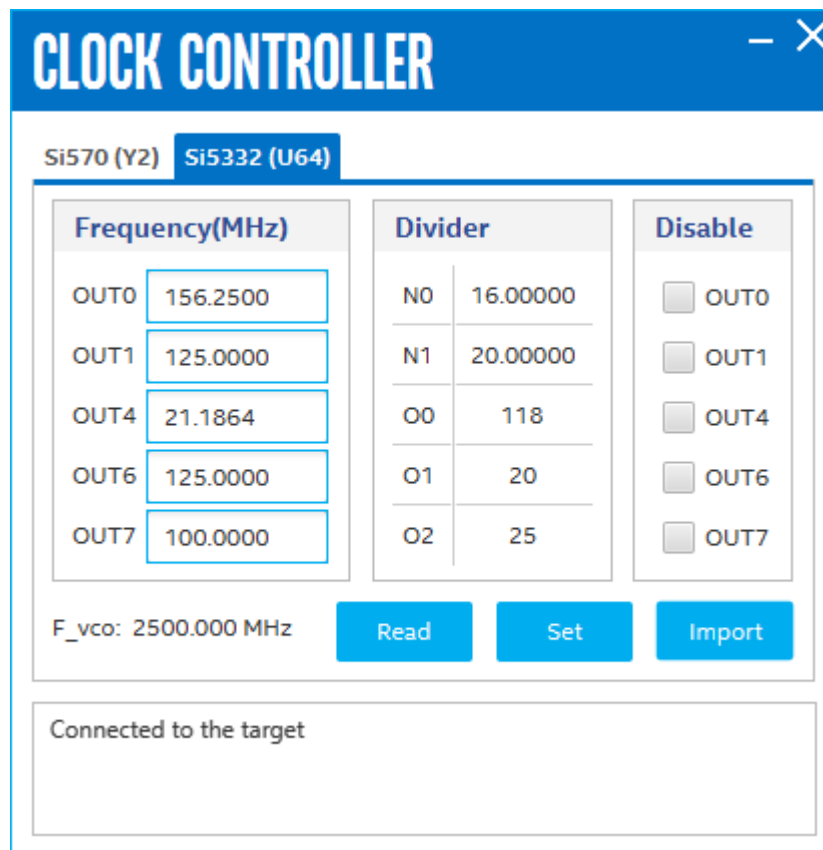 CLOCK CONTROLLER
Si570 (Y2) Si5332 (U64)
Frequency(MHz) Divider Disable
OUT0 156.2500 N0 16.00000 OUT0
OUT1 125.0000 N1 20.00000 OUT1
OUT4 21.1864 O0 118 OUT4
OUT6 125.0000 O1 20 OUT6
OUT7 100.0000 O2 25 OUT7
F_vco: 2500.000 MHz Read Set Import
Connected to the target